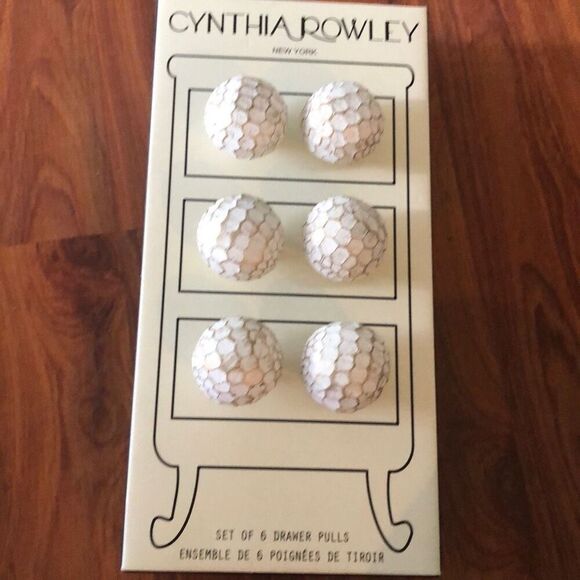 CYNTHIA ROWLEY
NEW YORK
SET OF 6 DRAWER PULLS
ENSEMBLE DE 6 POIGNÉES DE TIROIR